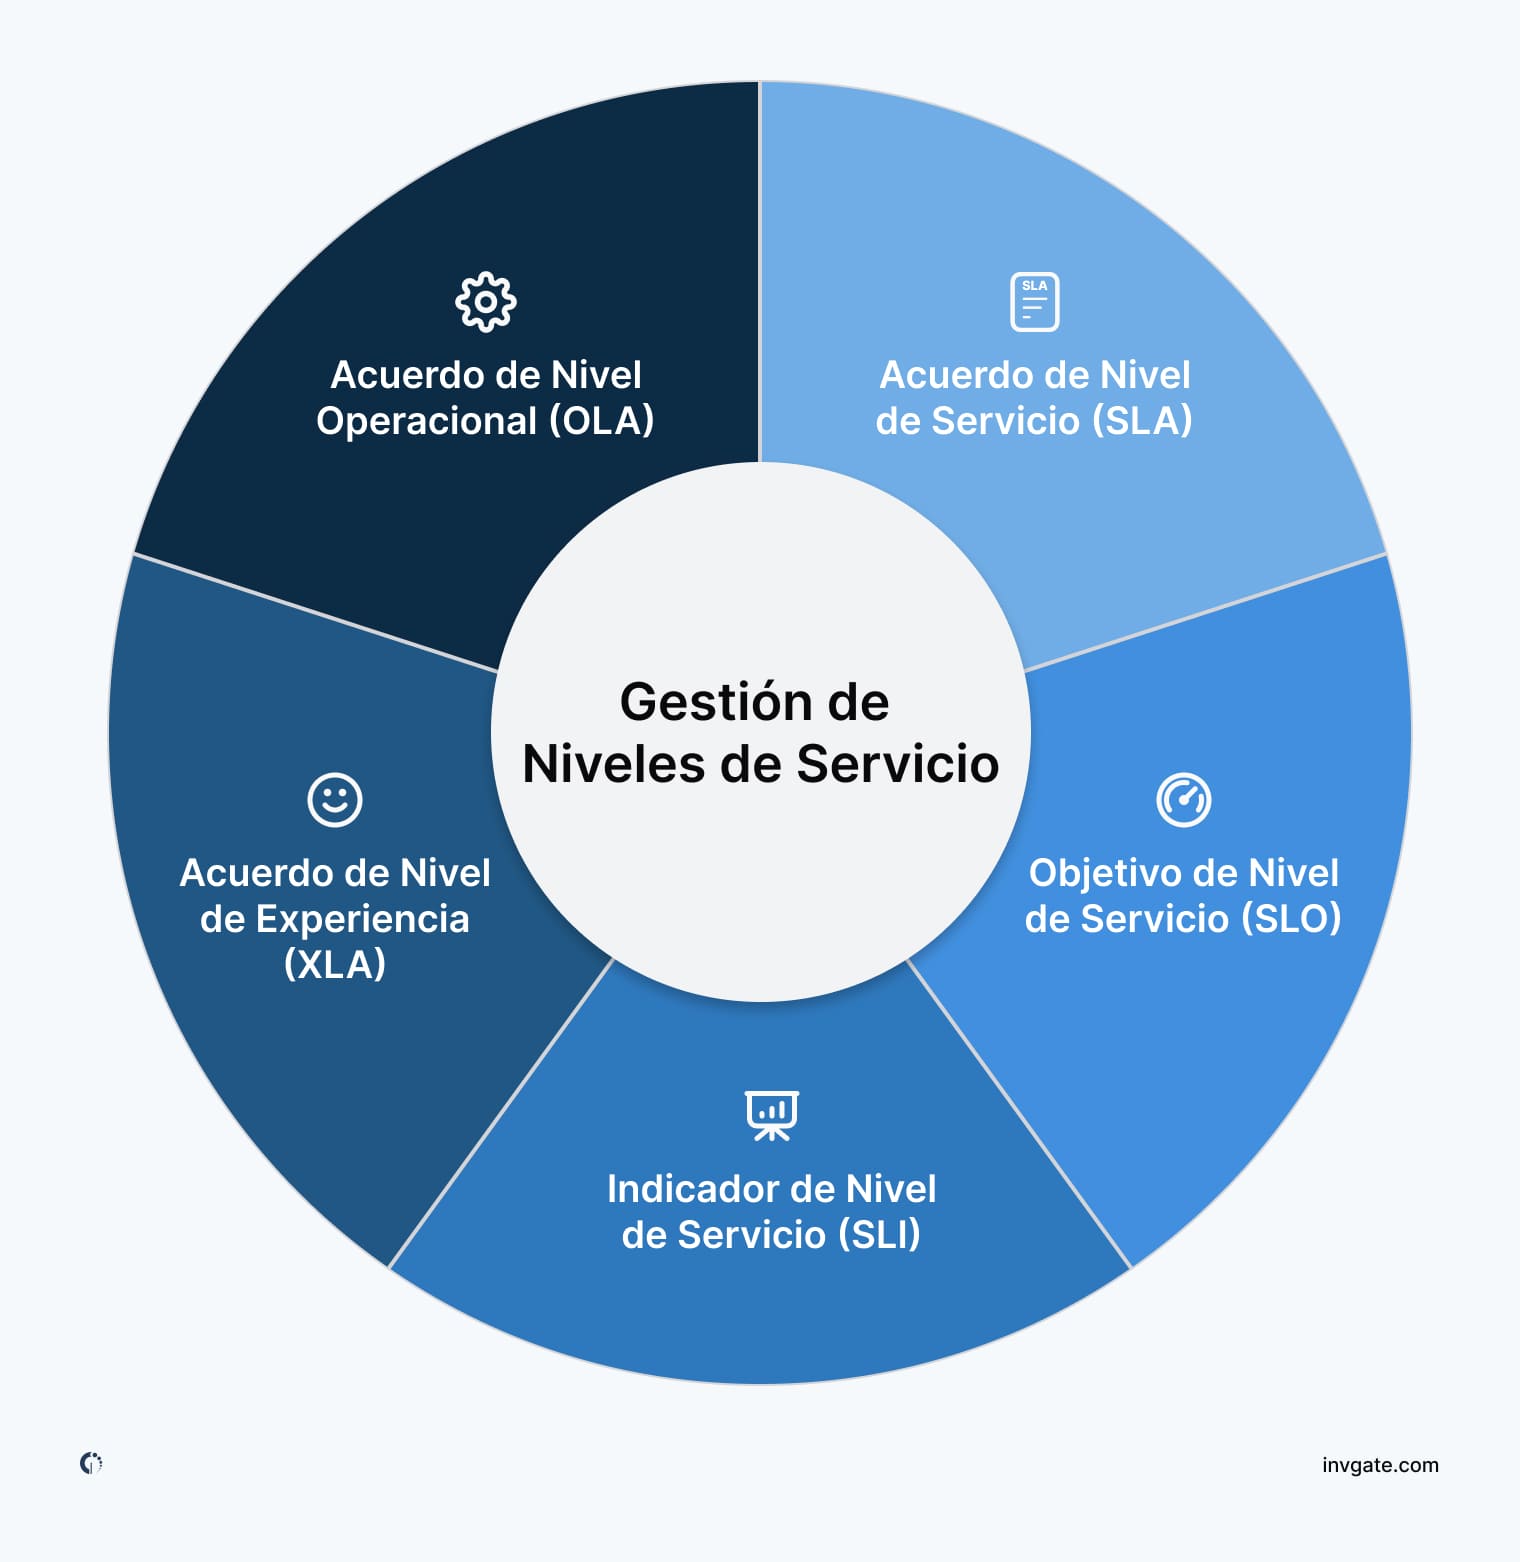 Acuerdo de Nivel
Operacional (OLA)
SLA
Acuerdo de Nivel
de Servicio (SLA)
Gestión de
Niveles de Servicio
Acuerdo de Nivel
de Experiencia
(XLA)
Objetivo de Nivel
de Servicio (SLO)
Indicador de Nivel
de Servicio (SLI)
invgate.com